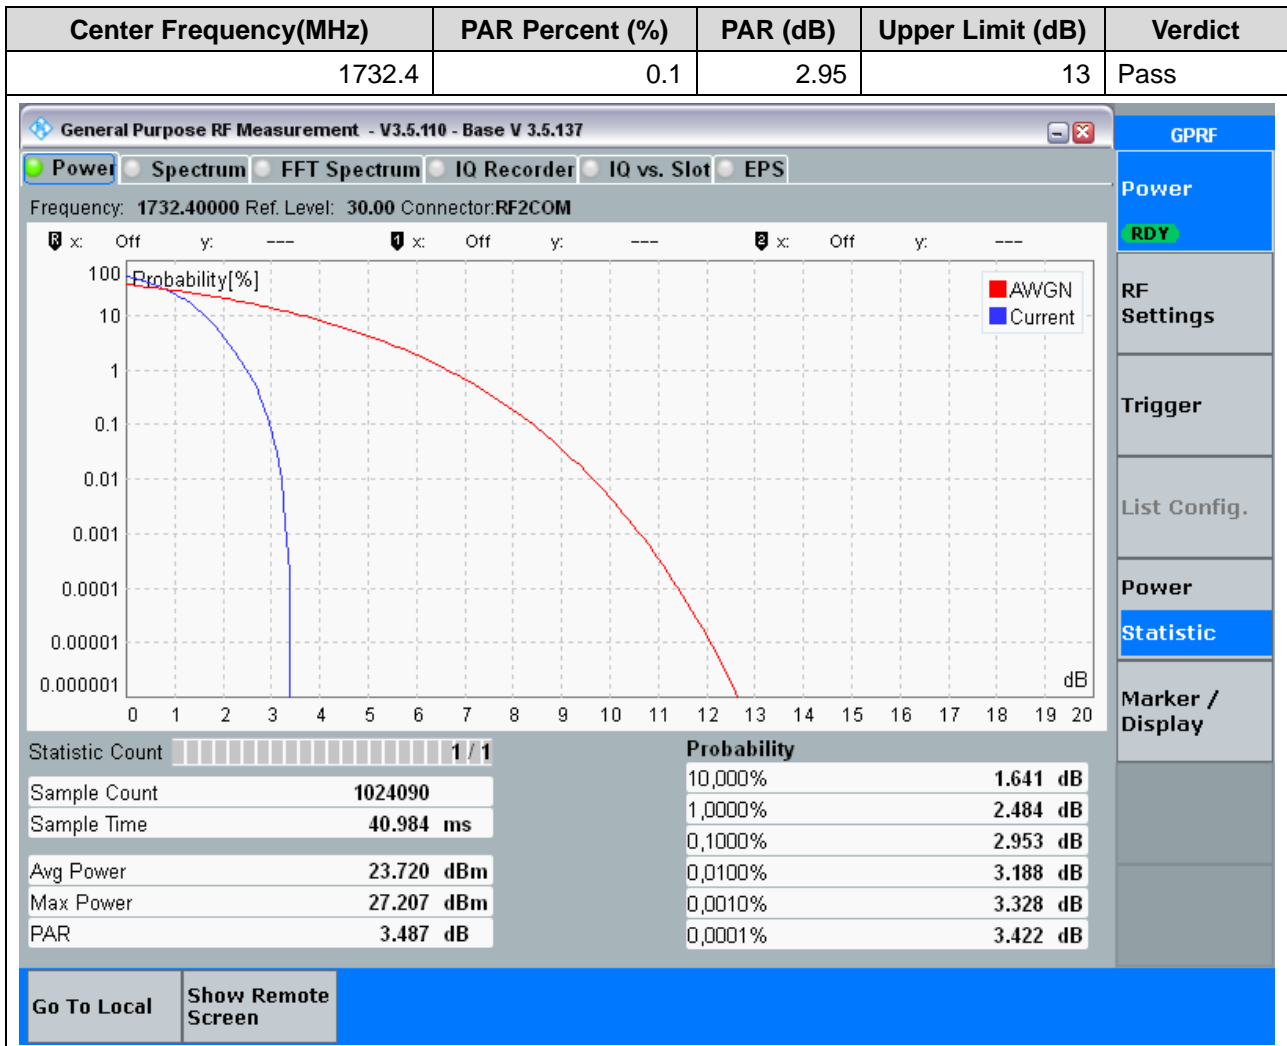 Center Frequency(MHz) PAR Percent (%) PAR (dB) Upper Limit (dB) Verdict
1732.4 0.1 2.95 13 Pass
General Purpose RF Measurement - V3.5.110 - Base V 3.5.137
GPRF
Power Spectrum FFT Spectrum IQ Recorder IQ vs. Slot EPS
Power
RDY
Frequency: 1732.40000 Ref. Level: 30.00 Connector:RF2COM
R x: Off y: --- 1 x: Off y: --- 2 x: Off y: ---
Probability[%]
AWGN
Current
100
10
1
0.1
0.01
0.001
0.0001
0.00001
0.000001
dB
0 1 2 3 4 5 6 7 8 9 10 11 12 13 14 15 16 17 18 19 20
RF
Settings
Trigger
List Config.
Power
Statistic
Marker /
Display
Statistic Count 1 / 1
Sample Count 1024090
Sample Time 40.984 ms
Avg Power 23.720 dBm
Max Power 27.207 dBm
PAR 3.487 dB
Probability
10,000% 1.641 dB
1,0000% 2.484 dB
0,1000% 2.953 dB
0,0100% 3.188 dB
0,0010% 3.328 dB
0,0001% 3.422 dB
Go To Local
Show Remote
Screen